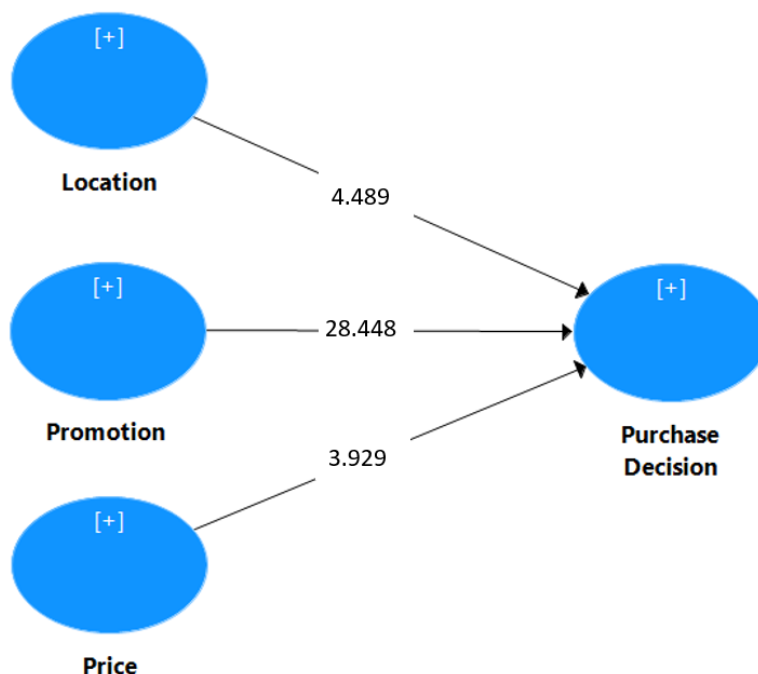 [+]
Location
4.489
[+]
Promotion
28.448
[+]
Purchase
Decision
3.929
[+]
Price